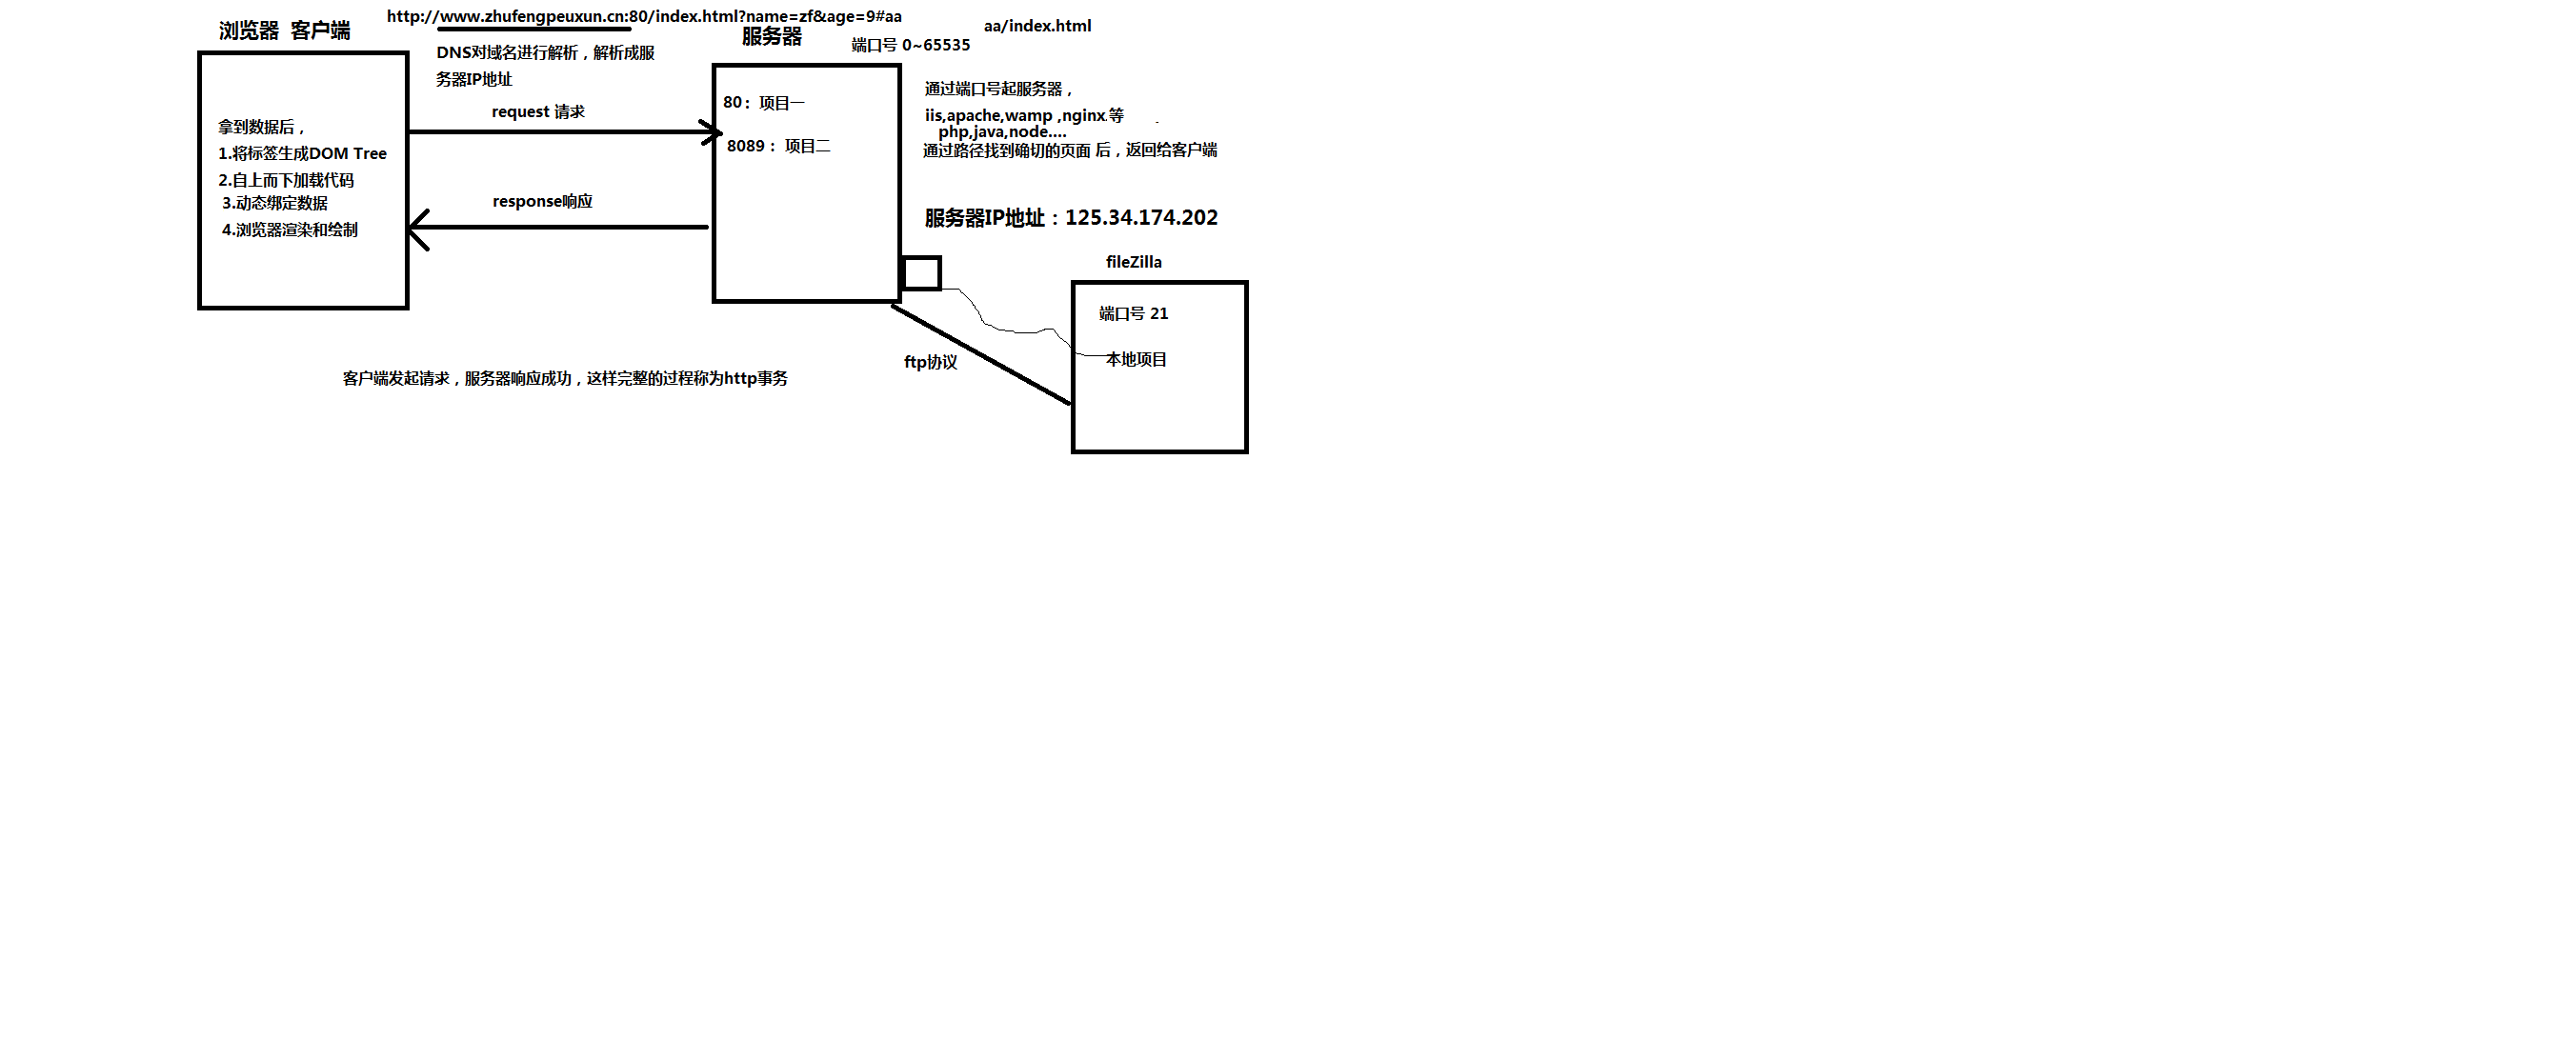 http://www.zhufengpeuxun.cn:80/index.html?name=zf&age=9#aa
aa/index.html
浏览器 客户端
服务器
端口号 0~65535
DNS对域名进行解析，解析成服
务器IP地址
request 请求
response响应
拿到数据后，
1.将标签生成DOM Tree
2.自上而下加载代码
3.动态绑定数据
4.浏览器渲染和绘制
80：项目一
8089：项目二
通过端口号起服务器，
iis,apache,wamp ,nginx.等
php,java,node....
通过路径找到确切的页面 后，返回给客户端
服务器IP地址：125.34.174.202
fileZilla
端口号 21
本地项目
ftp协议
客户端发起请求，服务器响应成功，这样完整的过程称为http事务